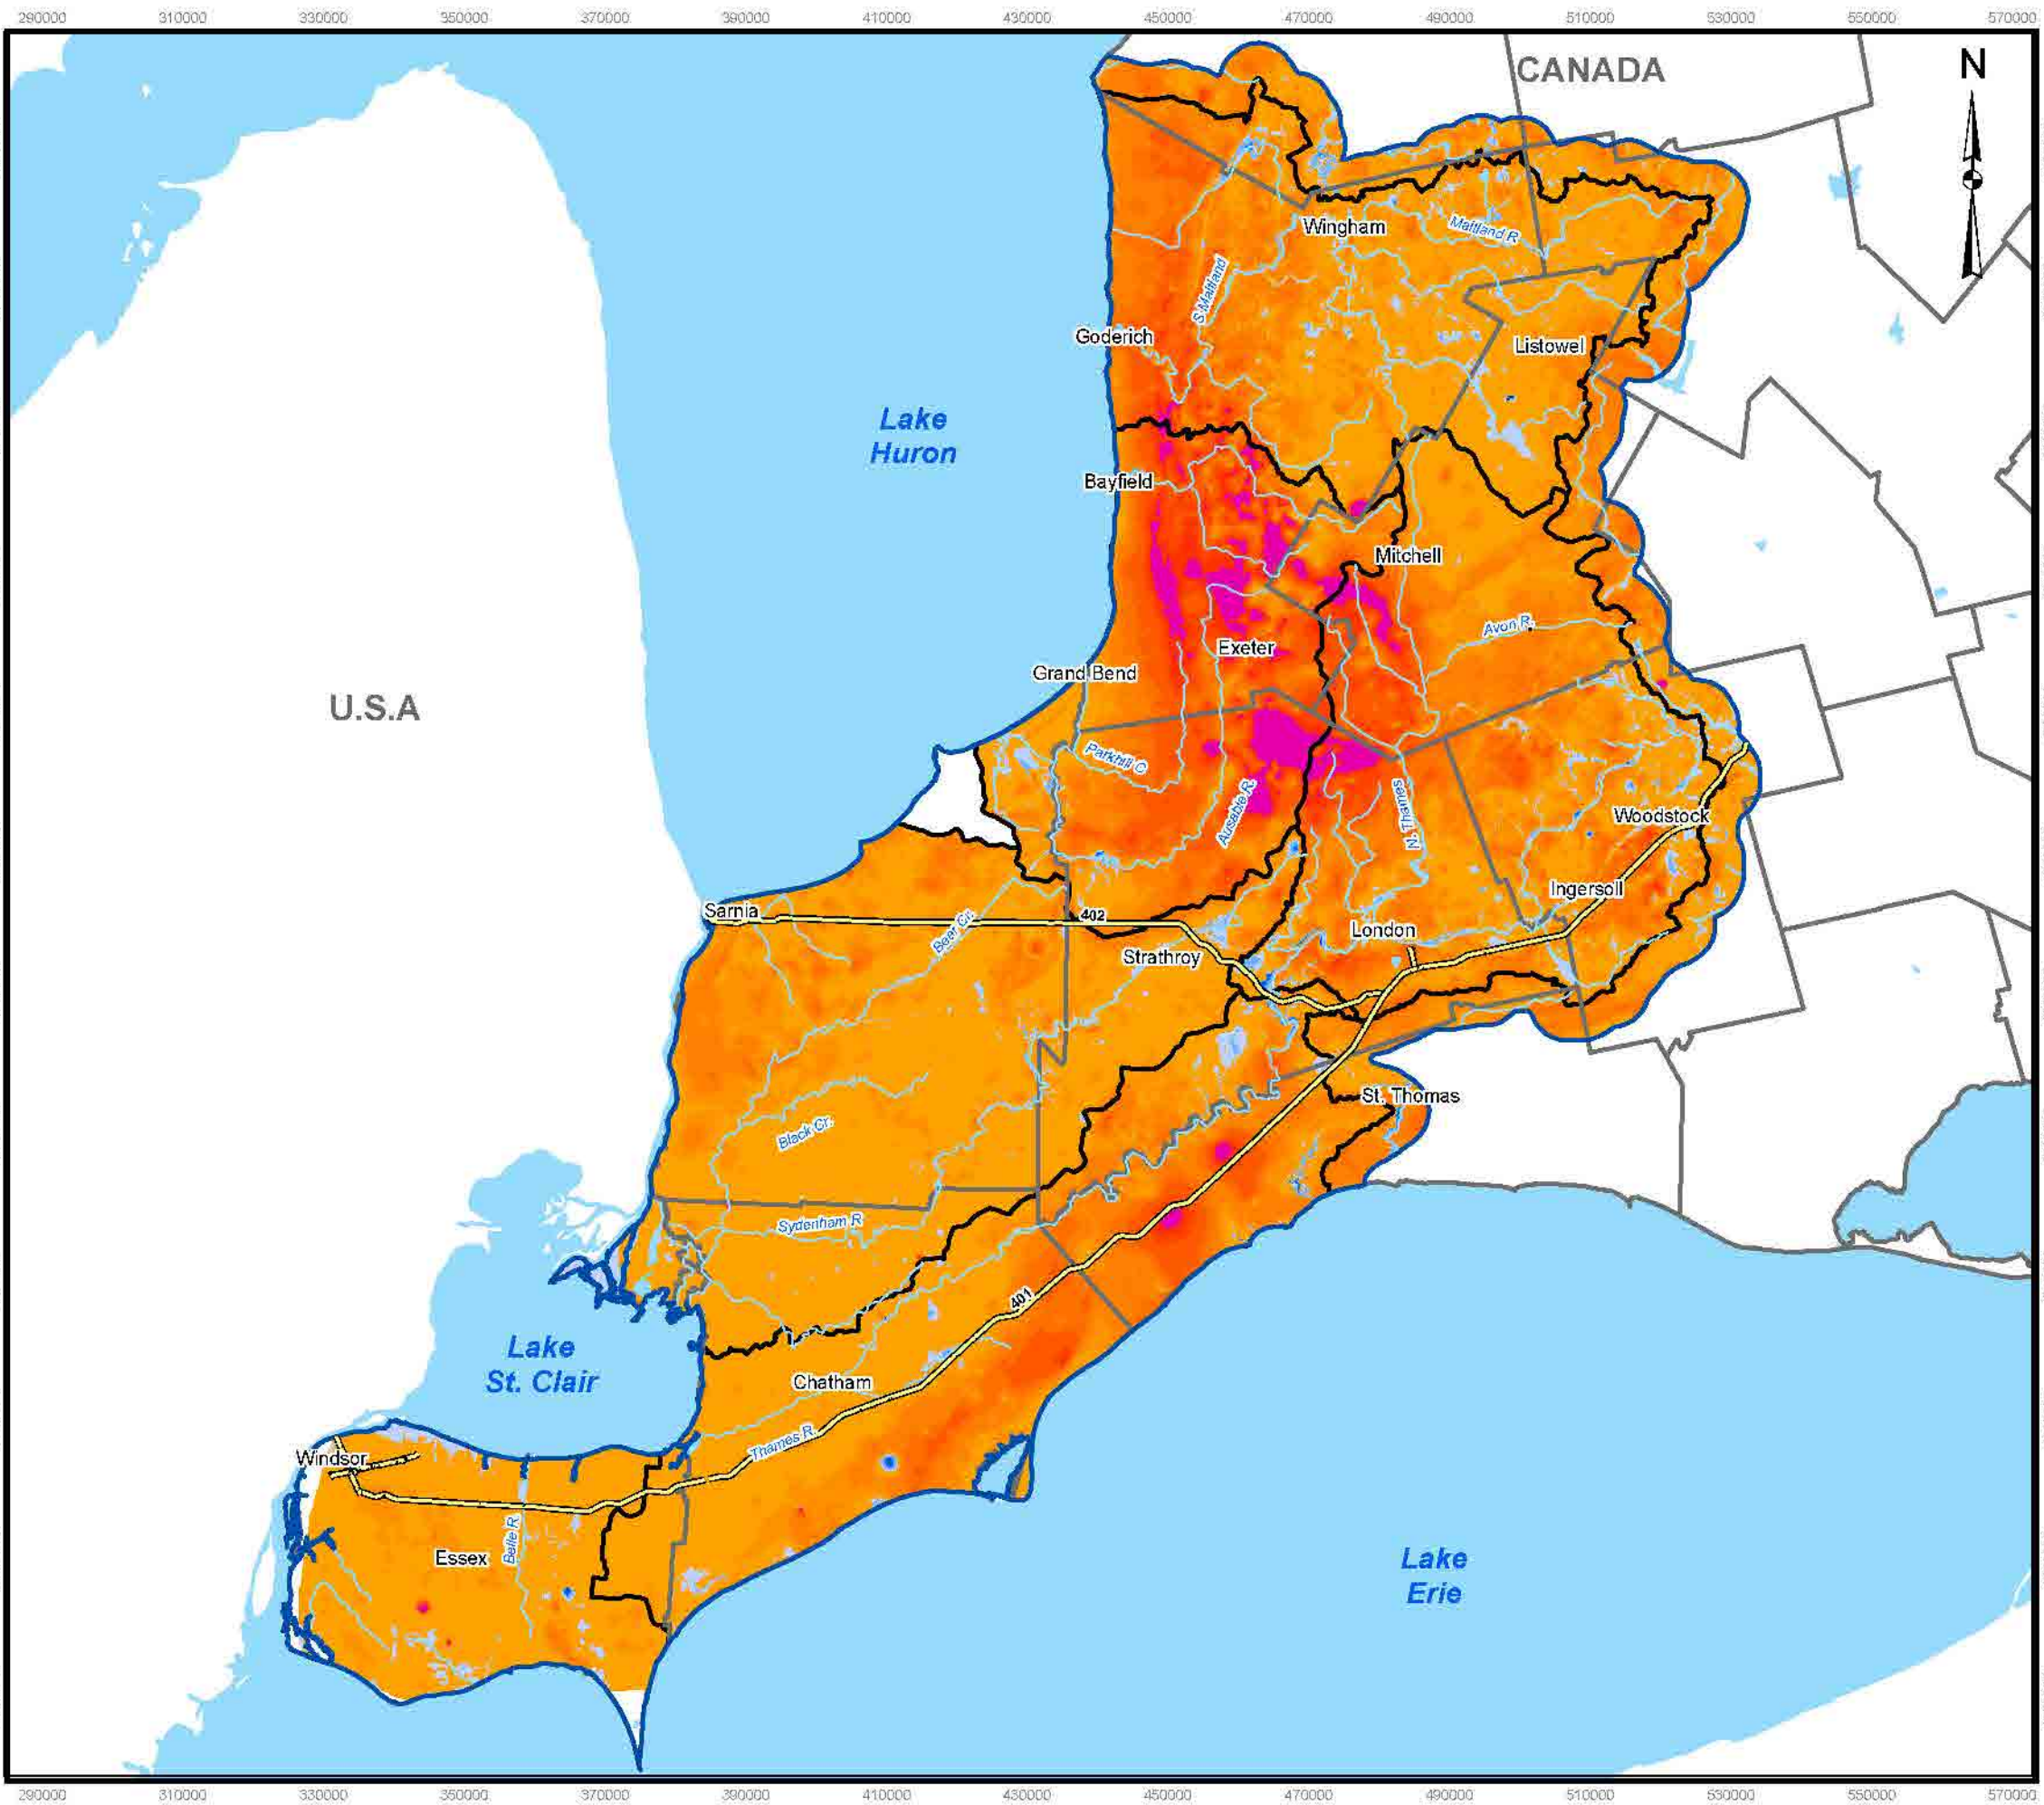 290000 310000 330000 350000 370000 390000 410000 430000 450000 470000 490000 510000 530000 550000 570000
CANADA
N
Wingham
Maitland R
S Maitland
Goderich
Listowel
Lake
Huron
Bayfield
Mitchell
Avon R.
Exeter
Grand Bend
U.S.A
Parkhill C
Ausable R.
N. Thames
Woodstock
Ingersoll
Sarnia
402
Bear Cr.
London
Strathroy
St. Thomas
Black Cr.
Sydenham R
401
Lake
St. Clair
Chatham
Thames R.
Windsor
Belle R
Essex
Lake
Erie
290000 310000 330000 350000 370000 390000 410000 430000 450000 470000 490000 510000 530000 550000 570000